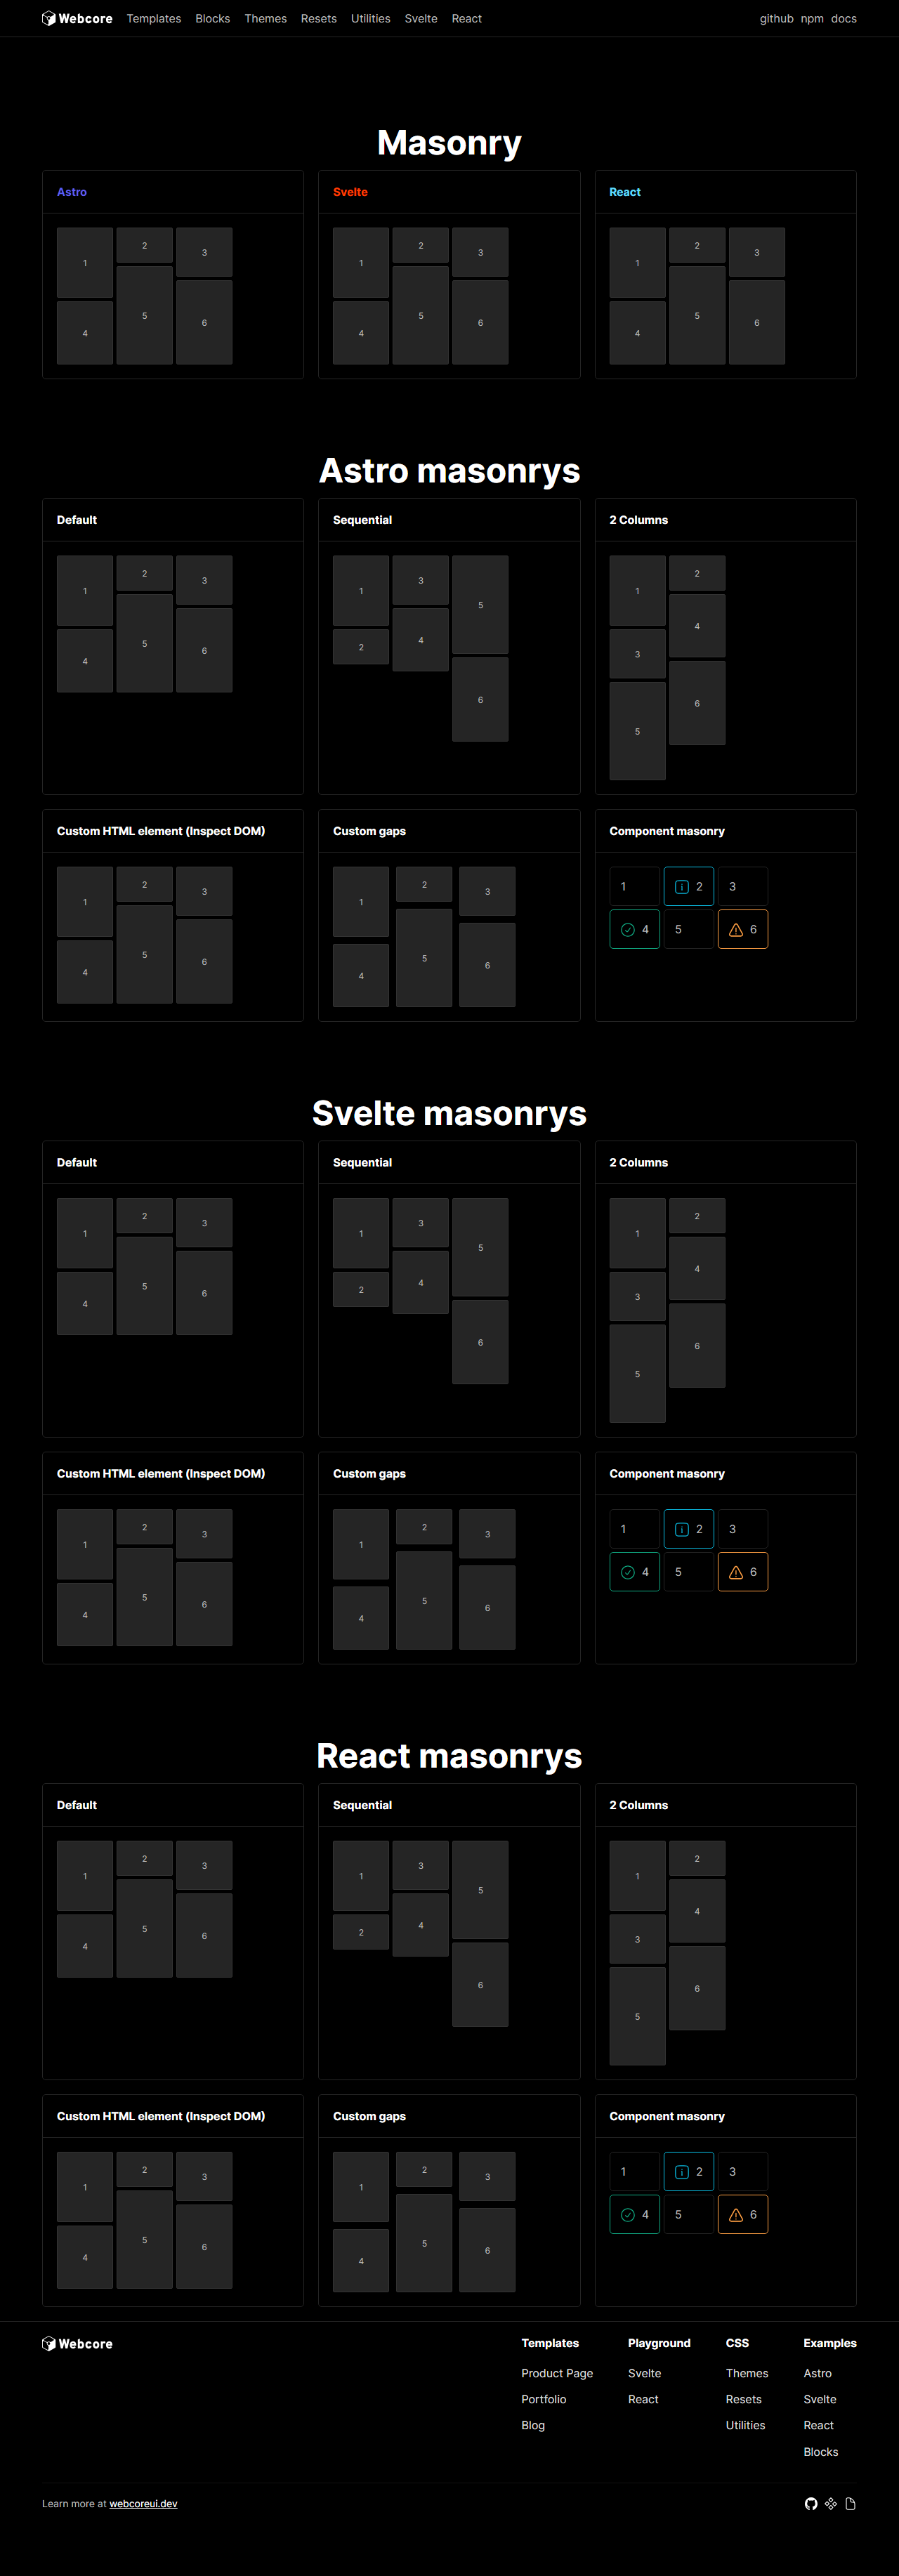 Webcore Templates Blocks Themes Resets Utilities Svelte React github npm docs
Masonry
Astro
1 2 3
4 5 6
Svelte
1 2 3
4 5 6
React
1 2 3
4 5 6
Astro masonrys
Default
1 2 3
4 5 6
Sequential
1 3 5
2 4 6
2 Columns
1 2
3 4
5 6
Custom HTML element (Inspect DOM)
1 2 3
4 5 6
Custom gaps
1 2 3
4 5 6
Component masonry
1 2 3
4 5 6
Svelte masonrys
Default
1 2 3
4 5 6
Sequential
1 3 5
2 4 6
2 Columns
1 2
3 4
5 6
Custom HTML element (Inspect DOM)
1 2 3
4 5 6
Custom gaps
1 2 3
4 5 6
Component masonry
1 2 3
4 5 6
React masonrys
Default
1 2 3
4 5 6
Sequential
1 3 5
2 4 6
2 Columns
1 2
3 4
5 6
Custom HTML element (Inspect DOM)
1 2 3
4 5 6
Custom gaps
1 2 3
4 5 6
Component masonry
1 2 3
4 5 6
Webcore
Templates
Product Page
Portfolio
Blog
Playground
Svelte
React
CSS
Themes
Resets
Utilities
Examples
Astro
Svelte
React
Blocks
Learn more at webcoreui.dev